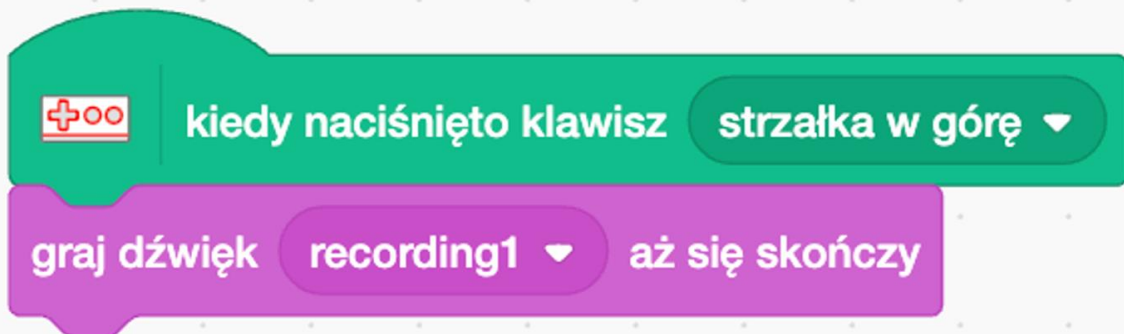 kiedy naciśnięto klawisz strzałka w górę
graj dźwięk recording1 aż się skończy